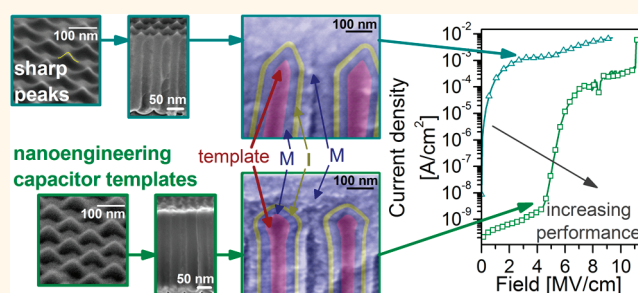 100 nm
sharp
peaks
50 nm
100 nm
nanoengineering
capacitor templates
template
M
I
M
100 nm
50 nm
100 nm
Current density
[A/cm²]
10⁻²
10⁻³
10⁻⁴
10⁻⁵
10⁻⁶
10⁻⁷
10⁻⁸
10⁻⁹
increasing
performance
0 2 4 6 8 10
Field [MV/cm]